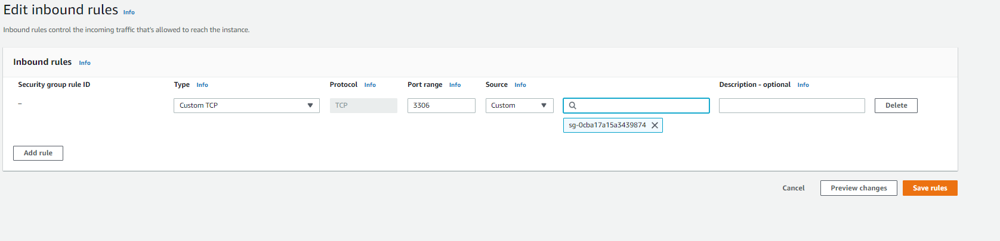 Edit inbound rules Info
Inbound rules control the incoming traffic that's allowed to reach the instance.
Inbound rules Info
Security group rule ID Type Info Protocol Info Port range Info Source Info Description - optional Info
– Custom TCP TCP 3306 Custom Delete
sg-0cba17a15a3439874
Add rule
Cancel Preview changes Save rules